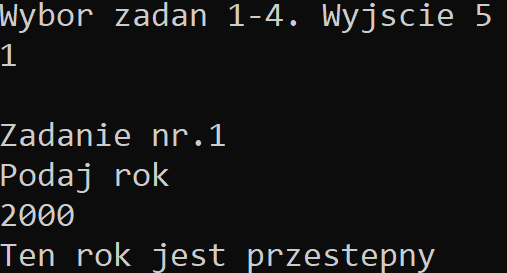 Wybor zadan 1-4. Wyjscie 5
1
Zadanie nr.1
Podaj rok
2000
Ten rok jest przestepny